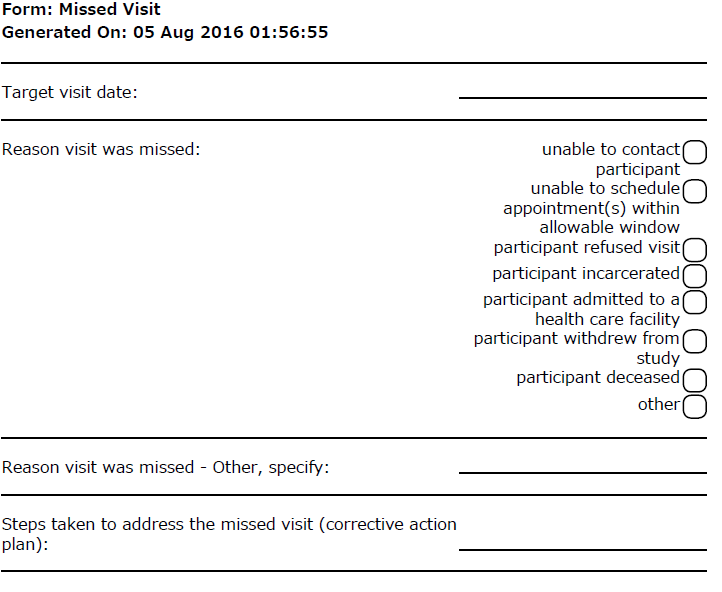 Form: Missed Visit
Generated On: 05 Aug 2016 01:56:55
Target visit date:
Reason visit was missed:
unable to contact
participant
unable to schedule
appointment(s) within
allowable window
participant refused visit
participant incarcerated
participant admitted to a
health care facility
participant withdrew from
study
participant deceased
other
Reason visit was missed - Other, specify:
Steps taken to address the missed visit (corrective action
plan):